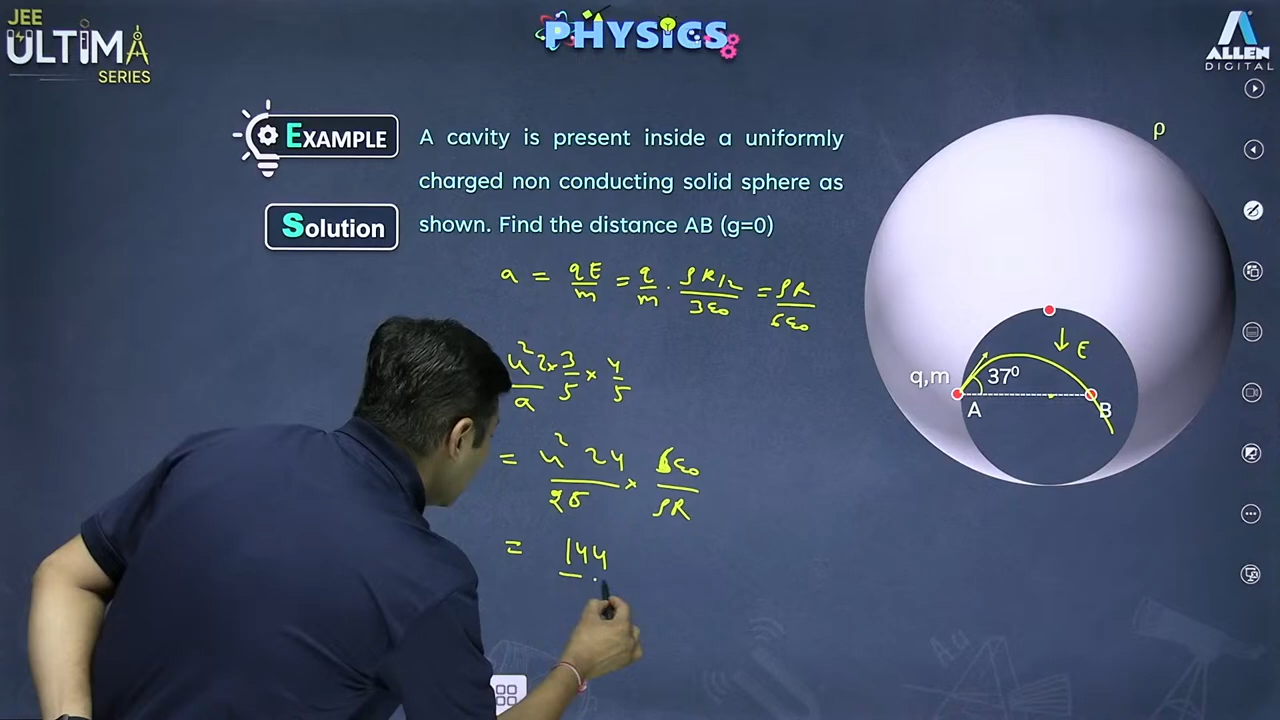 JEE
ULTIMA
SERIES
PHYSICS
ALLEN
DIGITAL
EXAMPLE
A cavity is present inside a uniformly
charged non conducting solid sphere as
shown. Find the distance AB (g=0)
Solution
ρ
a = qE/m = q/m . ρR/2/3ε₀ = ρR/6ε₀
u² 2×3/5 × 4/5
a
= u² 24/25 × 6ε₀/ρR
= 144
E
q,m
37⁰
A
B
Au